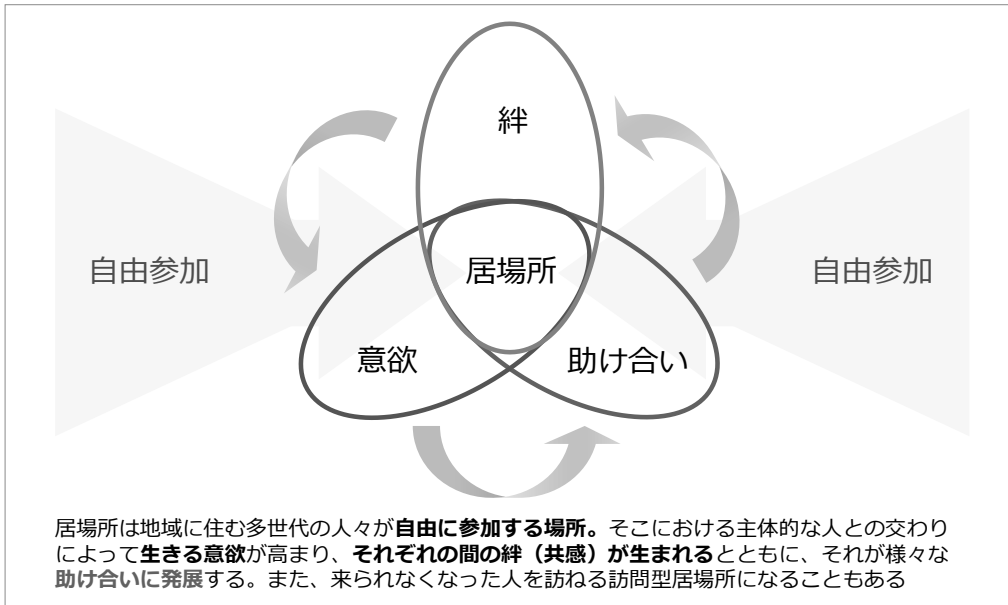 絆
自由参加
居場所
自由参加
意欲
助け合い
居場所は地域に住む多世代の人々が自由に参加する場所。そこにおける主体的な人との交わり
によって生きる意欲が高まり、それぞれの間の絆（共感）が生まれるとともに、それが様々な
助け合いに発展する。また、来られなくなった人を訪ねる訪問型居場所になることもある